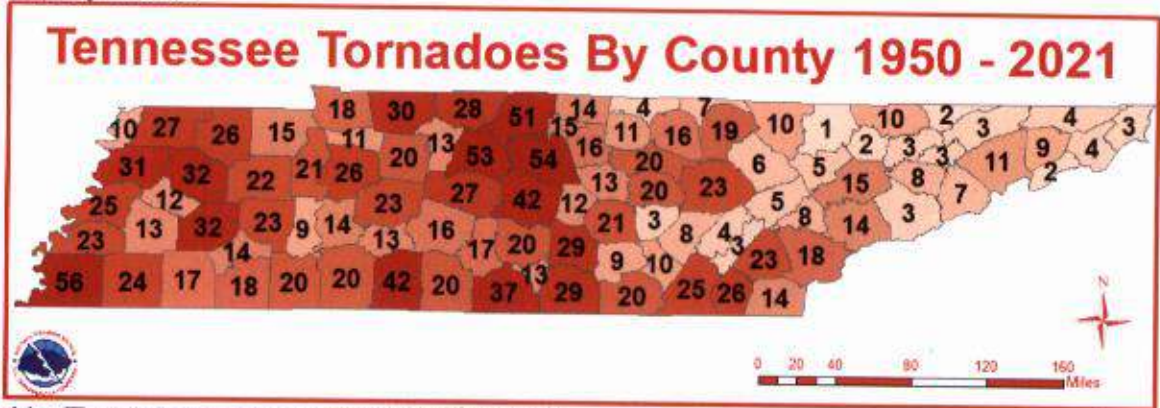 Tennessee Tornadoes By County 1950 - 2021
18 30 28 51 14 4 7 10 2 4 3
10 27 26 15 11 13 15 11 16 19 10 1 2 3 3 3 9 4
31 32 22 21 26 20 53 54 16 20 6 5 15 8 11 2
25 12 23 27 42 12 13 20 23 5 8 3 7
23 13 32 23 9 14 13 16 17 20 29 21 3 8 4 3 14
14 13 9 10 23 18
56 24 17 18 20 20 42 20 37 29 20 25 26 14
N
0 20 40 80 120 160
Miles